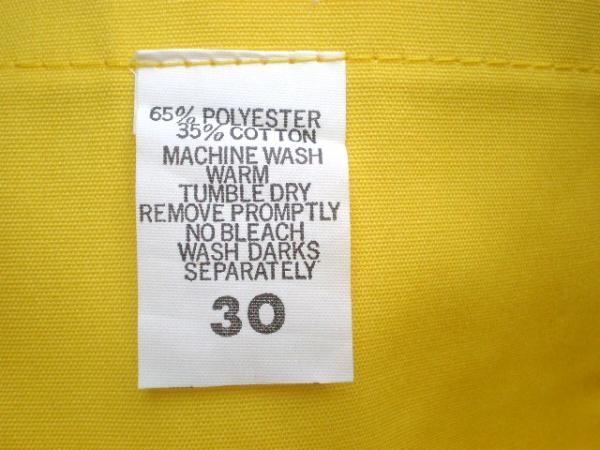 65% POLYESTER
35% COTTON
MACHINE WASH
WARM
TUMBLE DRY
REMOVE PROMPTLY
NO BLEACH
WASH DARKS
SEPARATELY
30